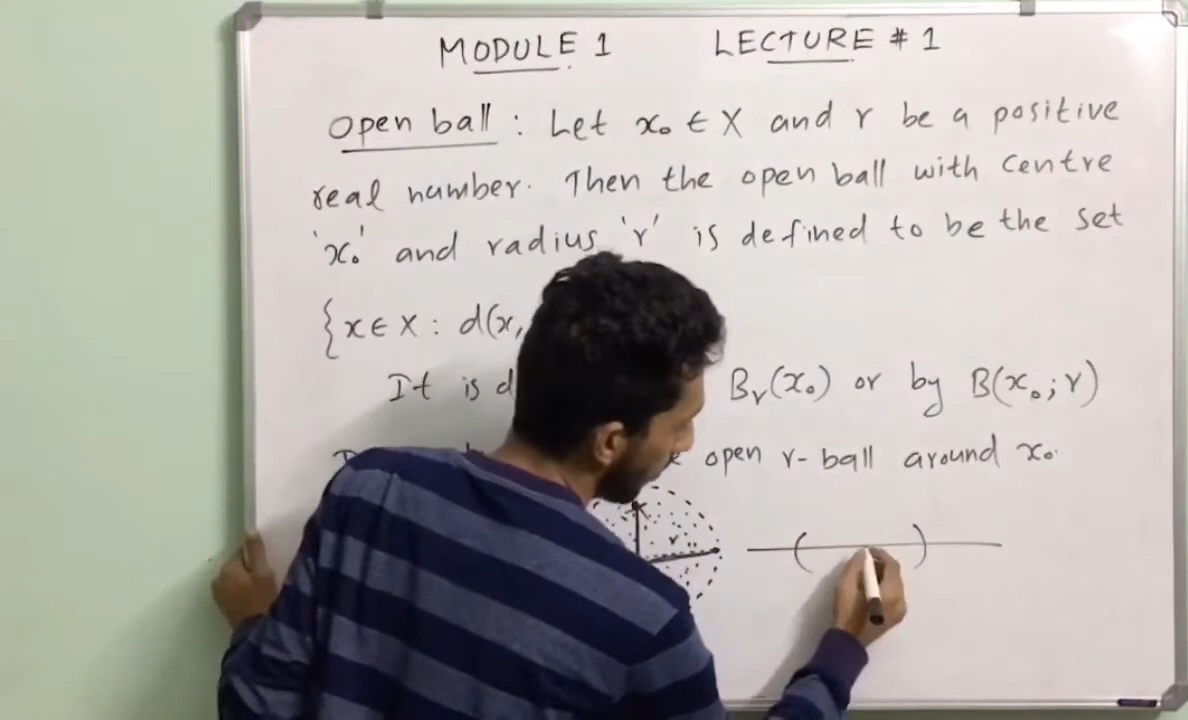 MODULE 1 LECTURE # 1
open ball : Let x₀ ∈ X and r be a positive
real number. Then the open ball with centre
'x₀' and radius 'r' is defined to be the set
{x ∈ X : d(x,
It is d Bᵣ(x₀) or by B(x₀; r)
open r-ball around x₀.
r
( )